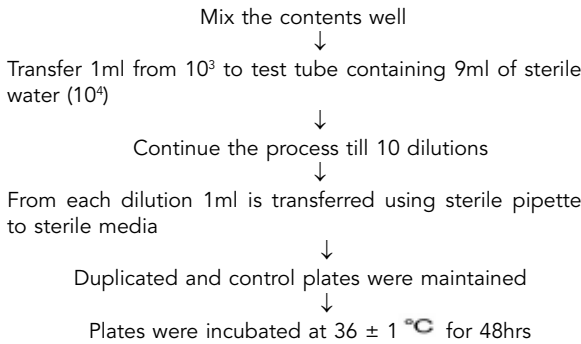 Mix the contents well
↓
Transfer 1ml from 10³ to test tube containing 9ml of sterile
water (10⁴)
↓
Continue the process till 10 dilutions
↓
From each dilution 1ml is transferred using sterile pipette
to sterile media
↓
Duplicated and control plates were maintained
↓
Plates were incubated at 36 ± 1 °C for 48hrs